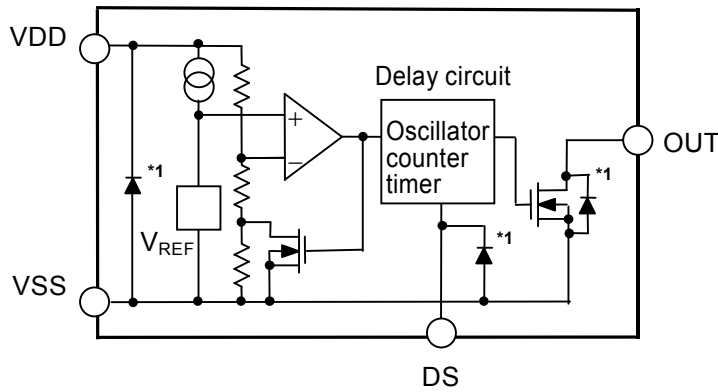 VDD
Delay circuit
+
Oscillator
counter
timer
−
OUT
*1
*1
VREF
*1
VSS
DS